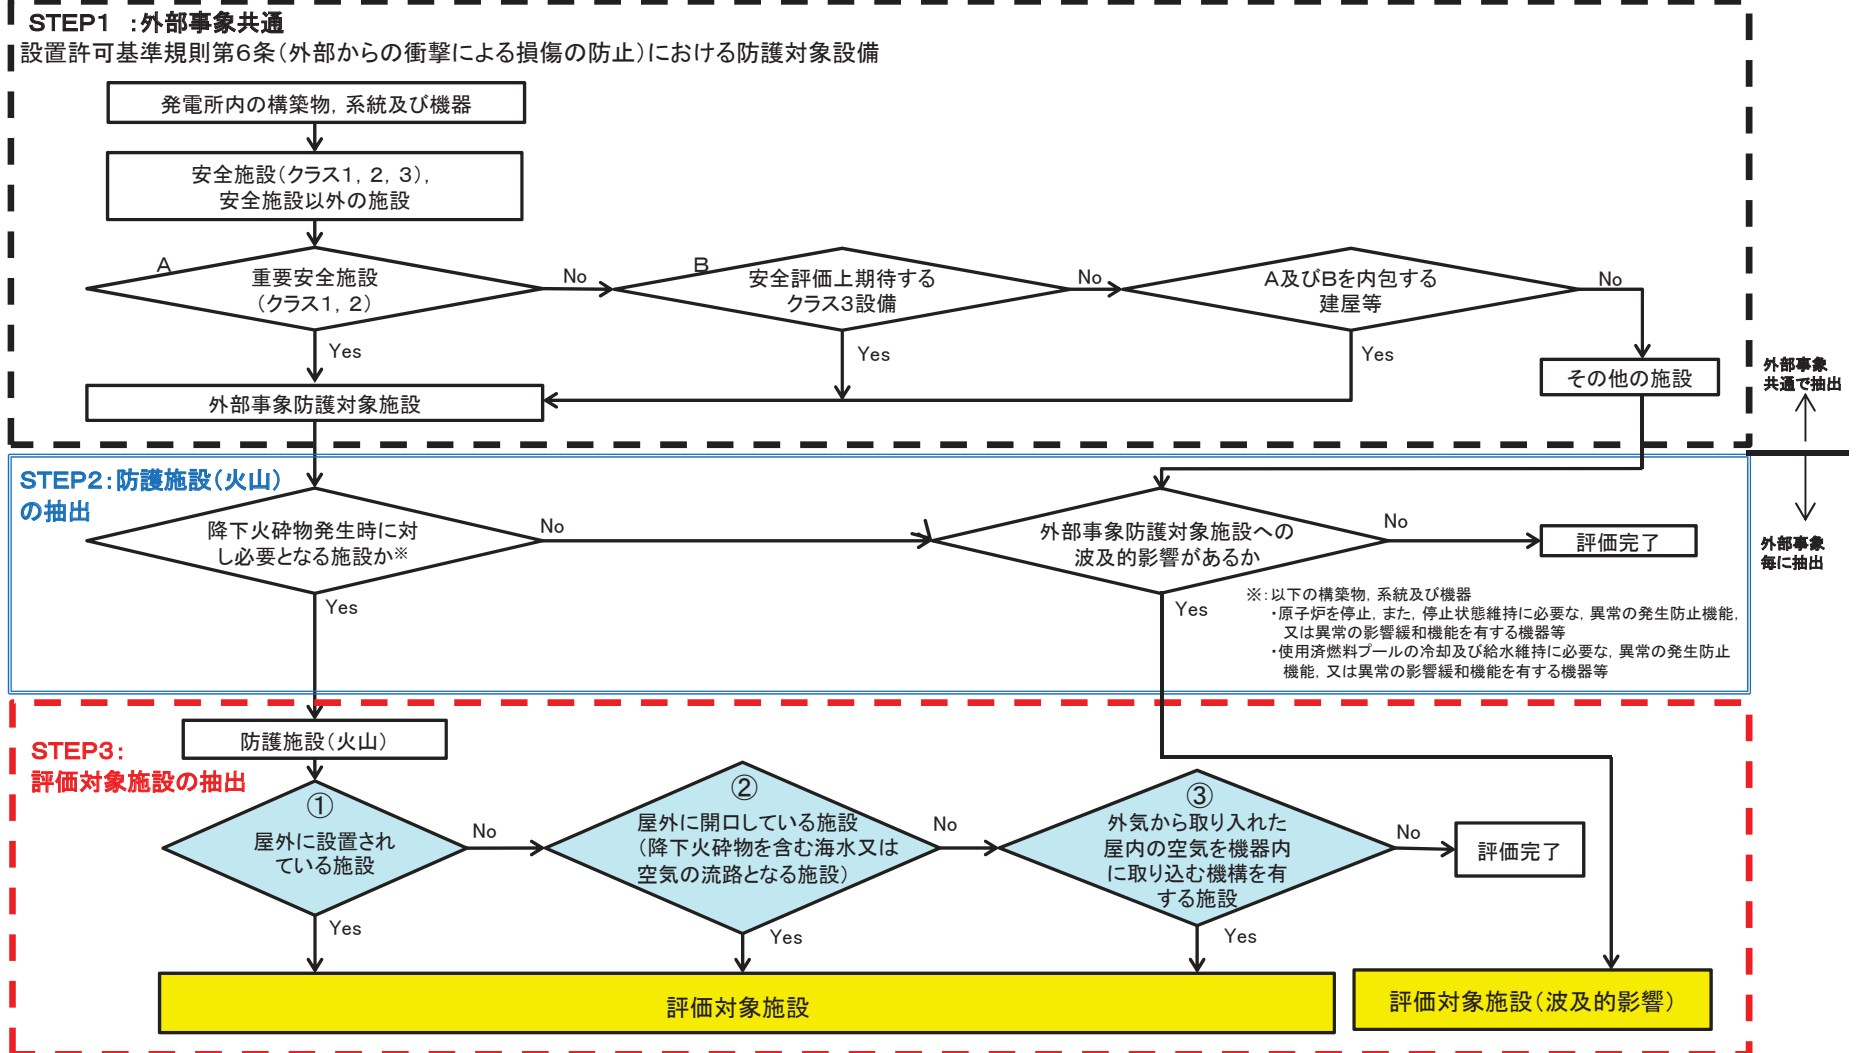 STEP1 :外部事象共通
設置許可基準規則第6条(外部からの衝撃による損傷の防止)における防護対象設備
発電所内の構築物, 系統及び機器
安全施設(クラス1, 2, 3),
安全施設以外の施設
A
重要安全施設
(クラス1, 2)
No
B
安全評価上期待する
クラス3設備
No
A及びBを内包する
建屋等
No
Yes
Yes
Yes
外部事象防護対象施設
その他の施設
外部事象
共通で抽出
外部事象
毎に抽出
STEP2:防護施設(火山)
の抽出
降下火砕物発生時に対
し必要となる施設か※
No
外部事象防護対象施設への
波及的影響があるか
No
評価完了
Yes
Yes
※:以下の構築物, 系統及び機器
・原子炉を停止, また, 停止状態維持に必要な, 異常の発生防止機能,
又は異常の影響緩和機能を有する機器等
・使用済燃料プールの冷却及び給水維持に必要な, 異常の発生防止
機能, 又は異常の影響緩和機能を有する機器等
STEP3:
評価対象施設の抽出
防護施設(火山)
①
屋外に設置され
ている施設
No
②
屋外に開口している施設
(降下火砕物を含む海水又は
空気の流路となる施設)
No
③
外気から取り入れた
屋内の空気を機器内
に取り込む機構を有
する施設
No
評価完了
Yes
Yes
Yes
評価対象施設
評価対象施設(波及的影響)